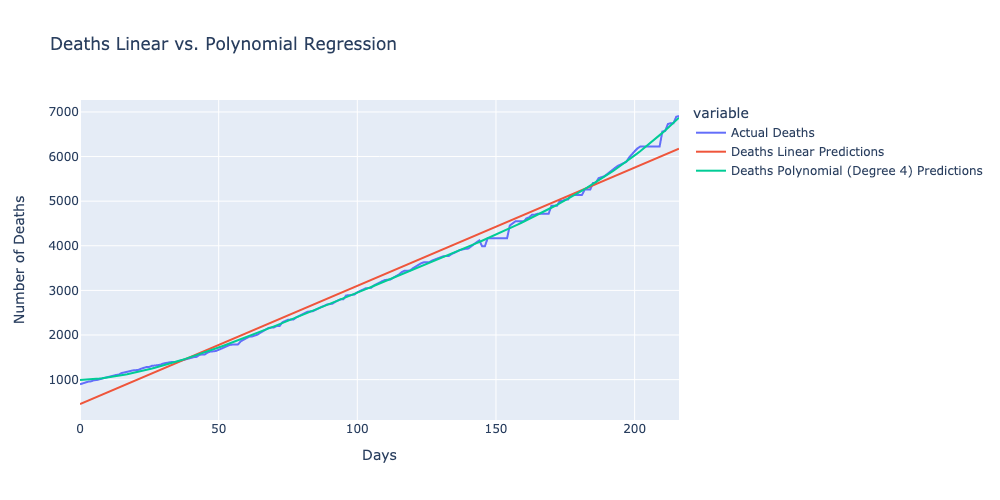 Deaths Linear vs. Polynomial Regression
7000
6000
5000
4000
3000
2000
1000
Number of Deaths
0 50 100 150 200
Days
variable
Actual Deaths
Deaths Linear Predictions
Deaths Polynomial (Degree 4) Predictions